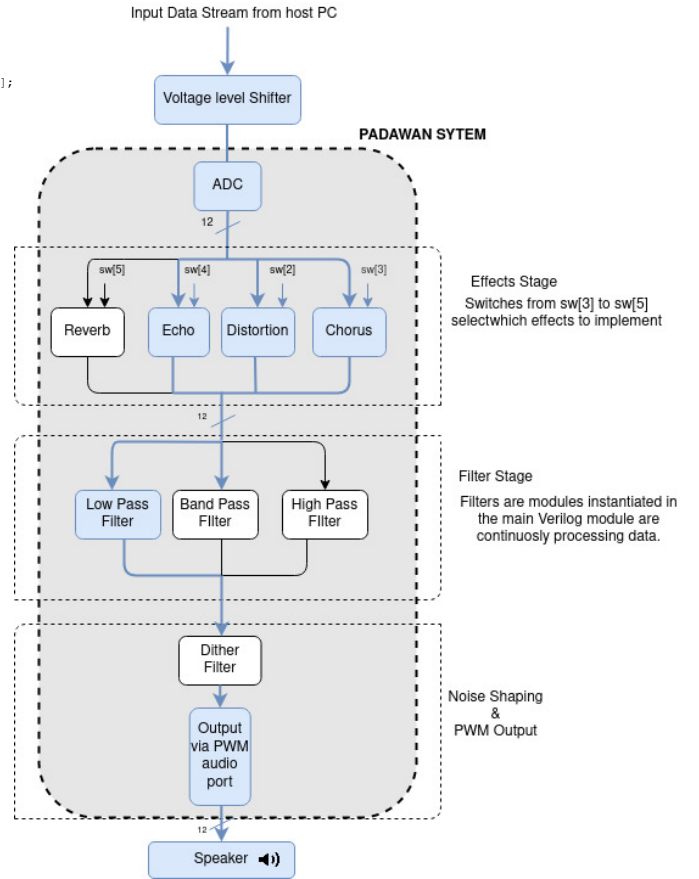 Input Data Stream from host PC
];
Voltage level Shifter
PADAWAN SYTEM
ADC
12
sw[5]
sw[4]
sw[2]
sw[3]
Reverb
Echo
Distortion
Chorus
Effects Stage
Switches from sw[3] to sw[5]
selectwhich effects to implement
12
Low Pass
Filter
Band Pass
FIlter
High Pass
FIlter
Filter Stage
Filters are modules instantiated in
the main Verilog module are
continuosly processing data.
Dither
Filter
Noise Shaping
&
PWM Output
Output
via PWM
audio
port
12
Speaker